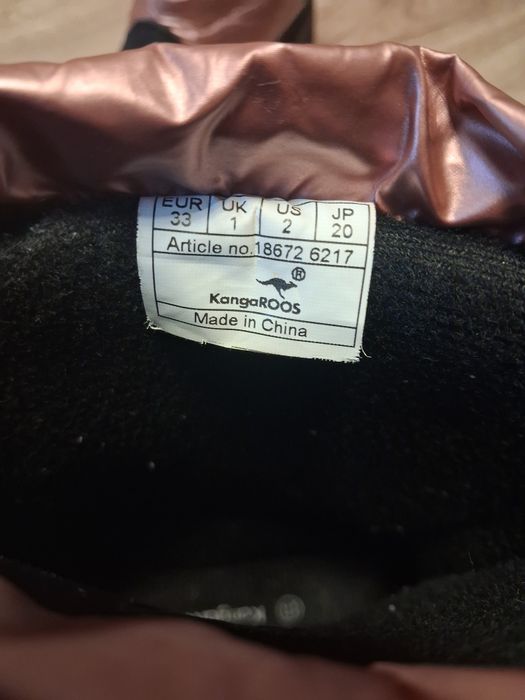 EUR UK US JP
33 1 2 20
Article no.18672 6217
®
KangaROOS
Made in China